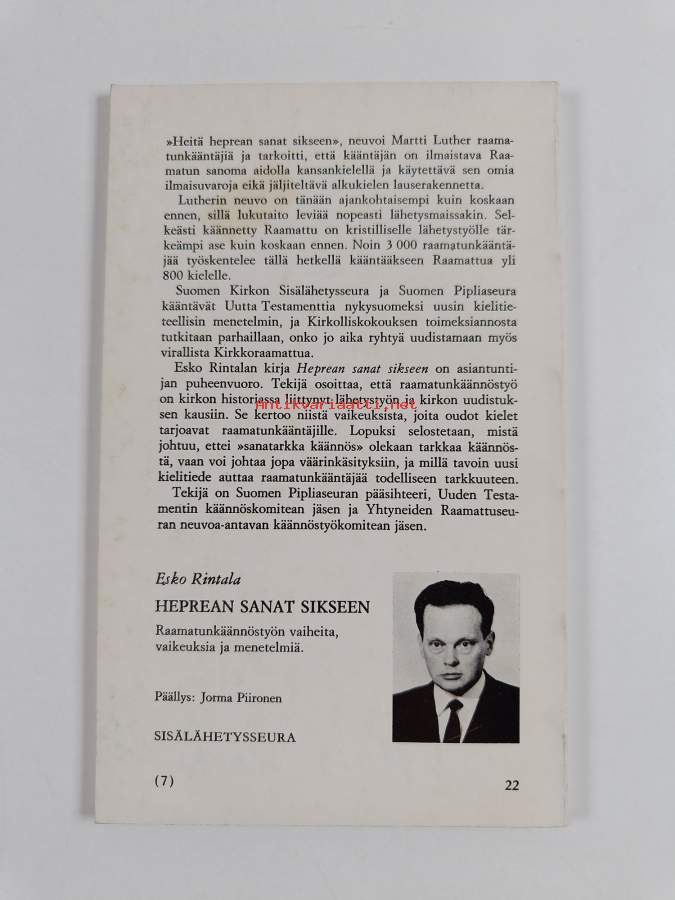 »Heitä heprean sanat sikseen», neuvoi Martti Luther raama-
tunkääntäjiä ja tarkoitti, että kääntäjän on ilmaistava Raa-
matun sanoma aidolla kansankielellä ja käytettävä sen omia
ilmaisuvaroja eikä jäljiteltävä alkukielen lauserakennetta.
Lutherin neuvo on tänään ajankohtaisempi kuin koskaan
ennen, sillä lukutaito leviää nopeasti lähetysmaissakin. Sel-
keästi käännetty Raamattu on kristilliselle lähetystyölle tär-
keämpi ase kuin koskaan ennen. Noin 3 000 raamatunkääntä-
jää työskentelee tällä hetkellä kääntääkseen Raamattua yli
800 kielelle.
Suomen Kirkon Sisälähetysseura ja Suomen Pipliaseura
kääntävät Uutta Testamenttia nykysuomeksi uusin kielitie-
teellisin menetelmin, ja Kirkolliskokouksen toimeksiannosta
tutkitaan parhaillaan, onko jo aika ryhtyä uudistamaan myös
virallista Kirkkoraamattua.
Esko Rintalan kirja Heprean sanat sikseen on asiantunti-
jan puheenvuoro. Tekijä osoittaa, että raamatunkäännöstyö
on kirkon historiassa liittynyt lähetystyön ja kirkon uudistuk-
sen kausiin. Se kertoo niistä vaikeuksista, joita oudot kielet
tarjoavat raamatunkääntäjille. Lopuksi selostetaan, mistä
johtuu, ettei »sanatarkka käännös» olekaan tarkkaa käännös-
tä, vaan voi johtaa jopa väärinkäsityksiin, ja millä tavoin uusi
kielitiede auttaa raamatunkääntäjää todelliseen tarkkuuteen.
Tekijä on Suomen Pipliaseuran pääsihteeri, Uuden Testa-
mentin käännöskomitean jäsen ja Yhtyneiden Raamattuseu-
ran neuvoa-antavan käännöstyökomitean jäsen.
Antikvariaatti.net
Esko Rintala
HEPREAN SANAT SIKSEEN
Raamatunkäännöstyön vaiheita,
vaikeuksia ja menetelmiä.
Päällys: Jorma Piironen
SISÄLÄHETYSSEURA
(7)
22